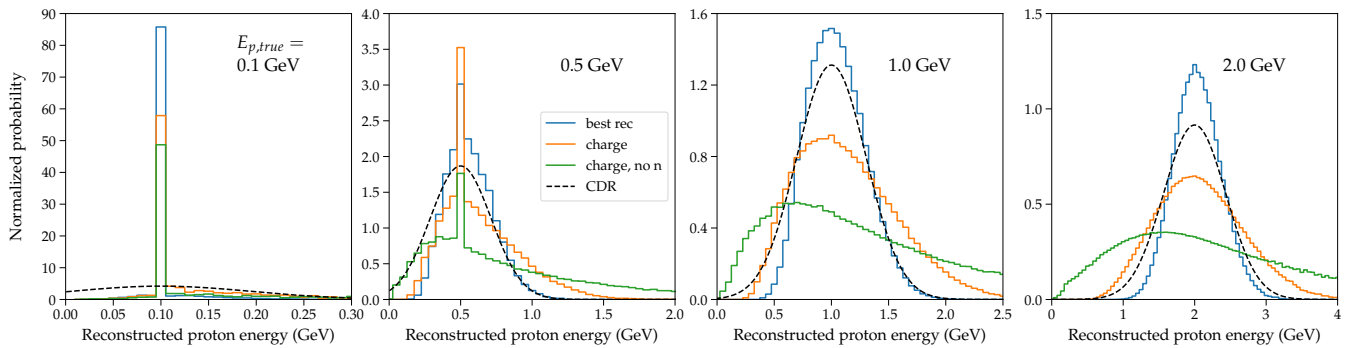 Normalized probability
90
80
70
60
50
40
30
20
10
0
0.00 0.05 0.10 0.15 0.20 0.25 0.30
Reconstructed proton energy (GeV)
E_{p,true} =
0.1 GeV
4.0
3.5
3.0
2.5
2.0
1.5
1.0
0.5
0.0
0.0 0.5 1.0 1.5 2.0
Reconstructed proton energy (GeV)
0.5 GeV
best rec
charge
charge, no n
CDR
1.6
1.2
0.8
0.4
0.0
0.0 0.5 1.0 1.5 2.0 2.5
Reconstructed proton energy (GeV)
1.0 GeV
1.5
1.0
0.5
0.0
0 1 2 3 4
Reconstructed proton energy (GeV)
2.0 GeV